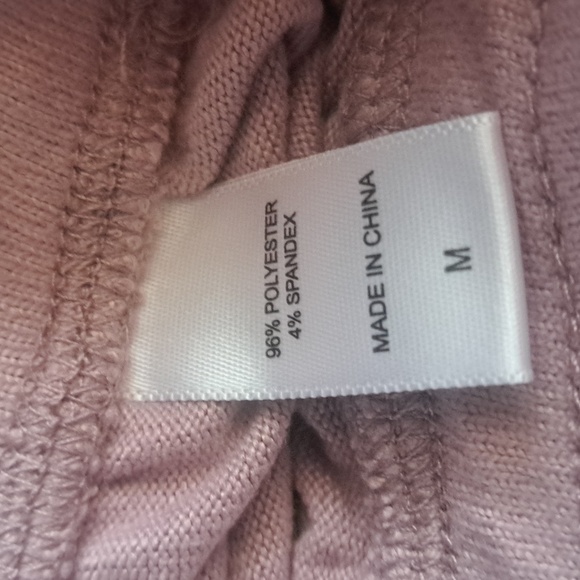 96% POLYESTER
4% SPANDEX
MADE IN CHINA
M